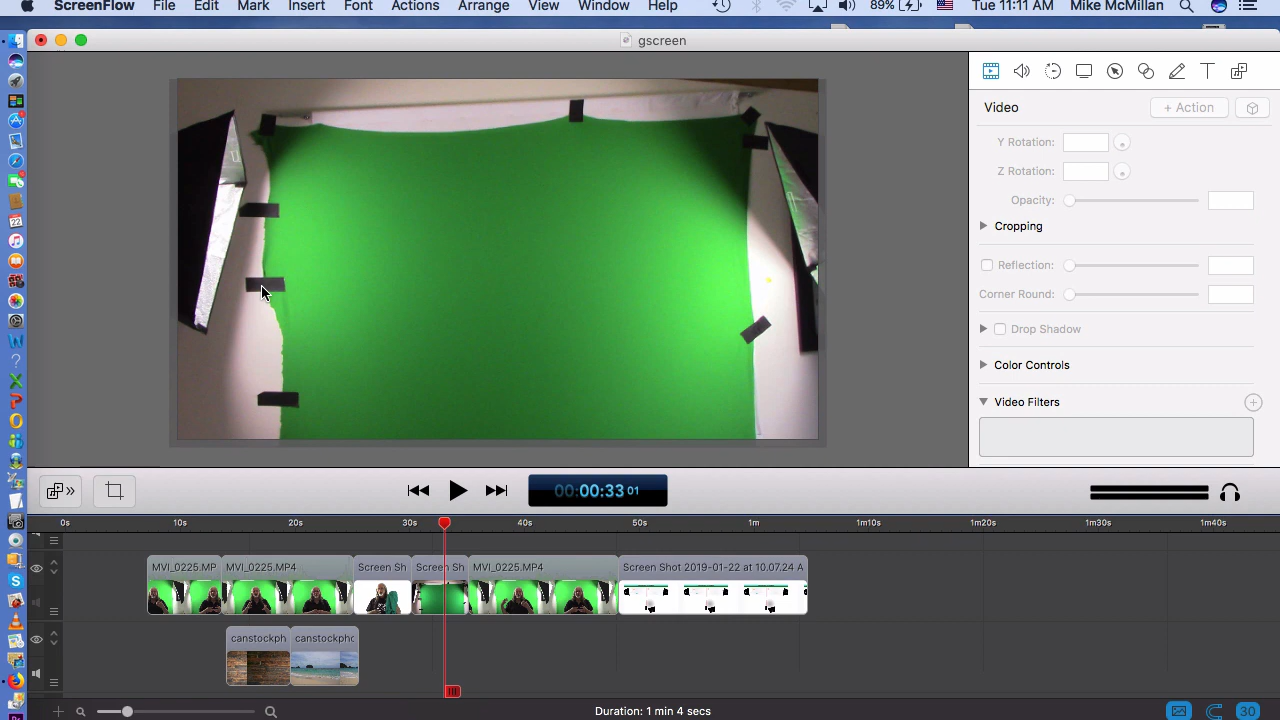 ScreenFlow File Edit Mark Insert Font Actions Arrange View Window Help 89% Tue 11:11 AM Mike McMillan
gscreen
Video
+ Action
Y Rotation:
Z Rotation:
Opacity:
Cropping
Reflection:
Corner Round:
Drop Shadow
Color Controls
Video Filters
00:00:33 01
0s 10s 20s 30s 40s 50s 1m 1m10s 1m20s 1m30s 1m40s
MVI_0225.MP MVI_0225.MP4 Screen Sh Screen Sh MVI_0225.MP4 Screen Shot 2019-01-22 at 10.07.24 A
canstockph canstockpho
Duration: 1 min 4 secs
30